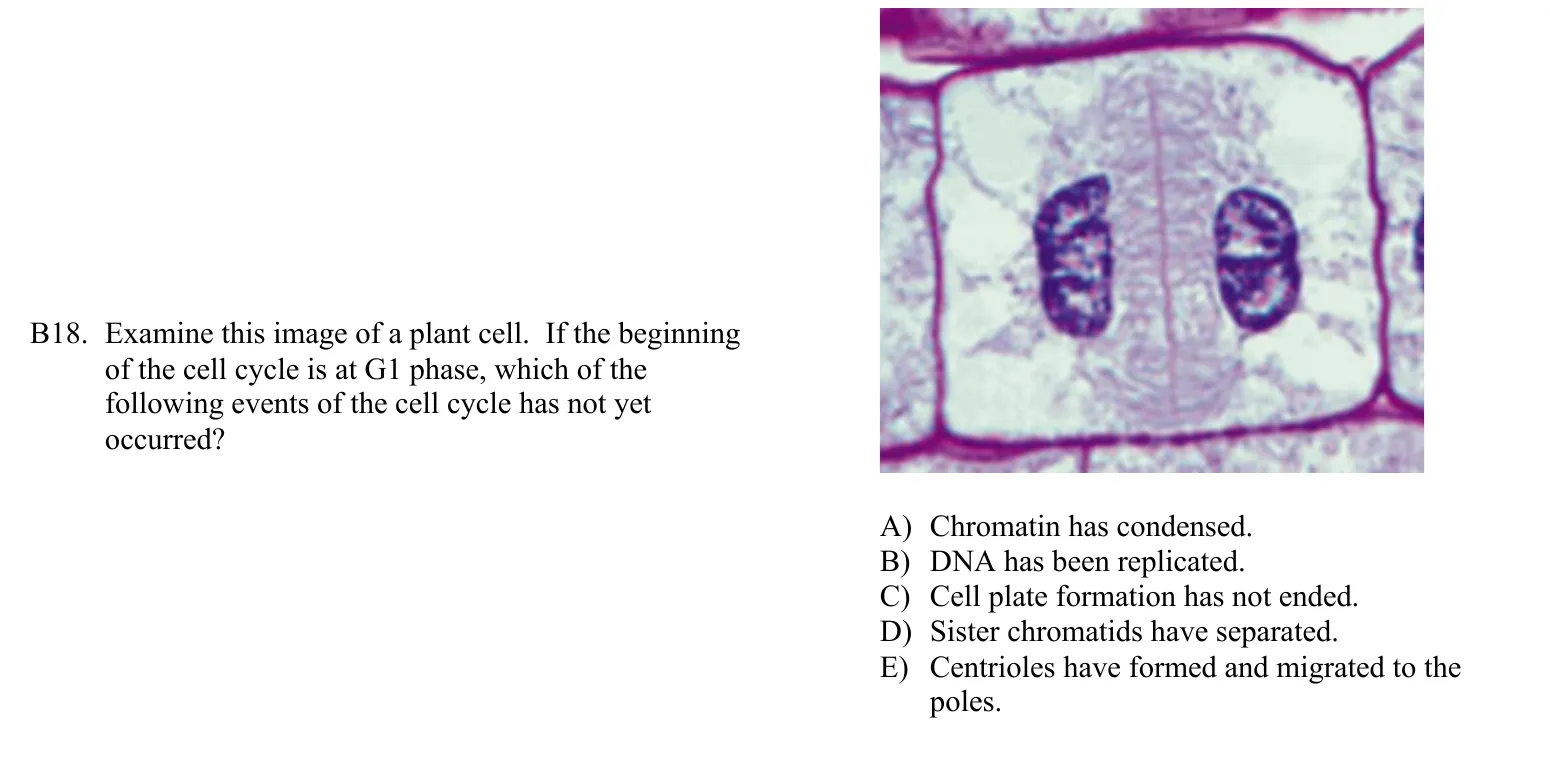 B18. Examine this image of a plant cell. If the beginning
of the cell cycle is at G1 phase, which of the
following events of the cell cycle has not yet
occurred?
A) Chromatin has condensed.
B) DNA has been replicated.
C) Cell plate formation has not ended.
D) Sister chromatids have separated.
E) Centrioles have formed and migrated to the
poles.